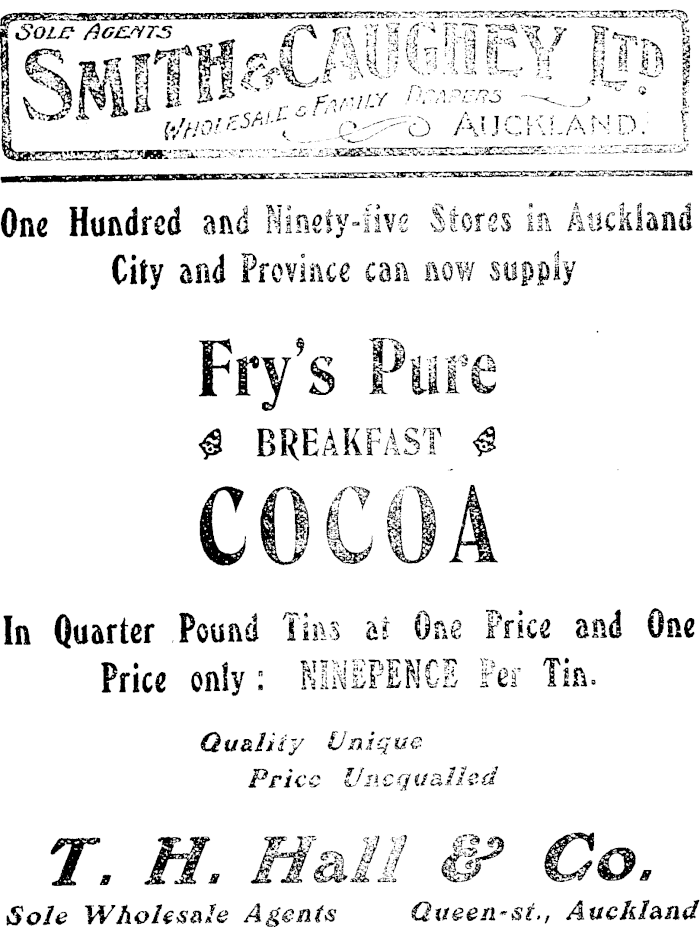 SOLE AGENTS
SMITH & CAUGHEY LTD
WHOLESALE & FAMILY DRAPERS
AUCKLAND.
One Hundred and Ninety-five Stores in Auckland
City and Province can now supply
Fry's Pure
BREAKFAST
COCOA
In Quarter Pound Tins at One Price and One
Price only: NINEPENCE Per Tin.
Quality Unique
Price Unequalled
T. H. Hall & Co.
Sole Wholesale Agents Queen-st., Auckland